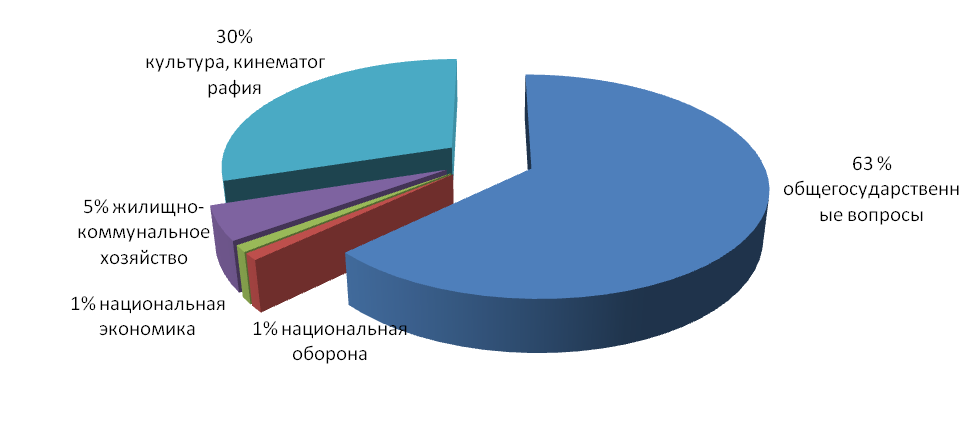 30%
культура, кинематог
рафия
63 %
общегосударственн
ые вопросы
5% жилищно-
коммунальное
хозяйство
1% национальная
экономика
1% национальная
оборона